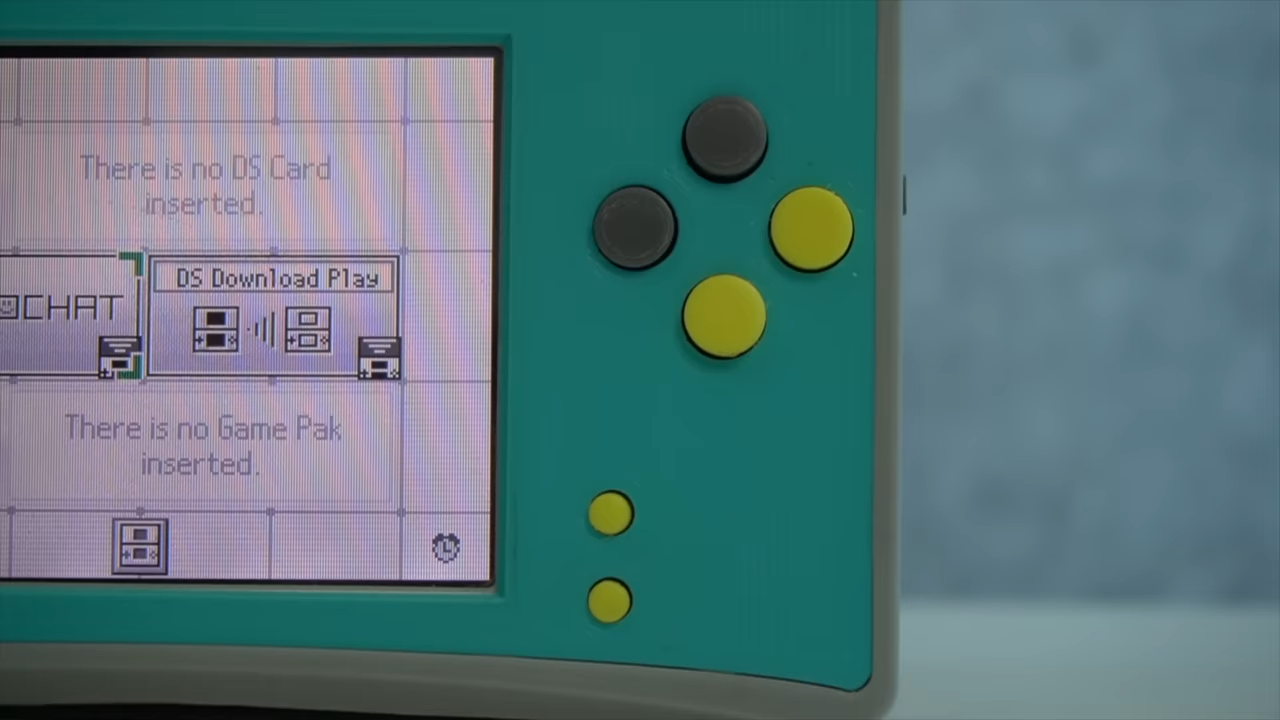 There is no DS Card
inserted.
CHAT
DS Download Play
There is no Game Pak
inserted.